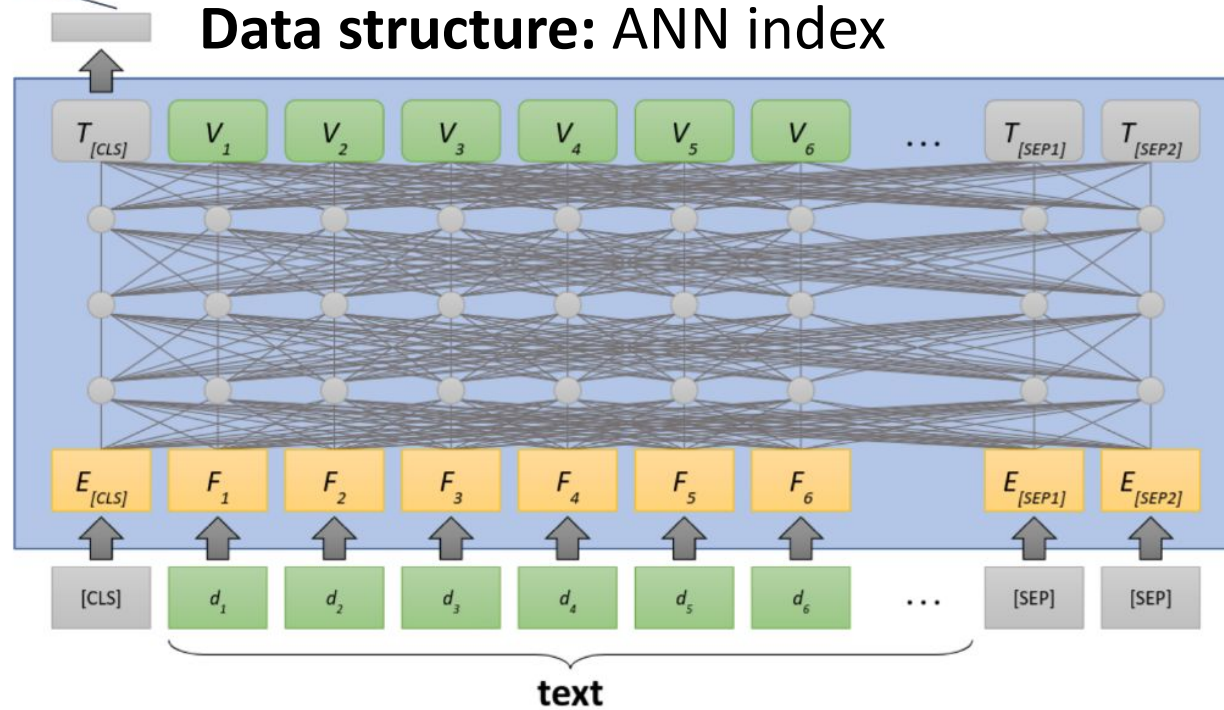 Data structure: ANN index
T[CLS] V1 V2 V3 V4 V5 V6 ... T[SEP1] T[SEP2]
E[CLS] F1 F2 F3 F4 F5 F6 E[SEP1] E[SEP2]
[CLS] d1 d2 d3 d4 d5 d6 ... [SEP] [SEP]
text